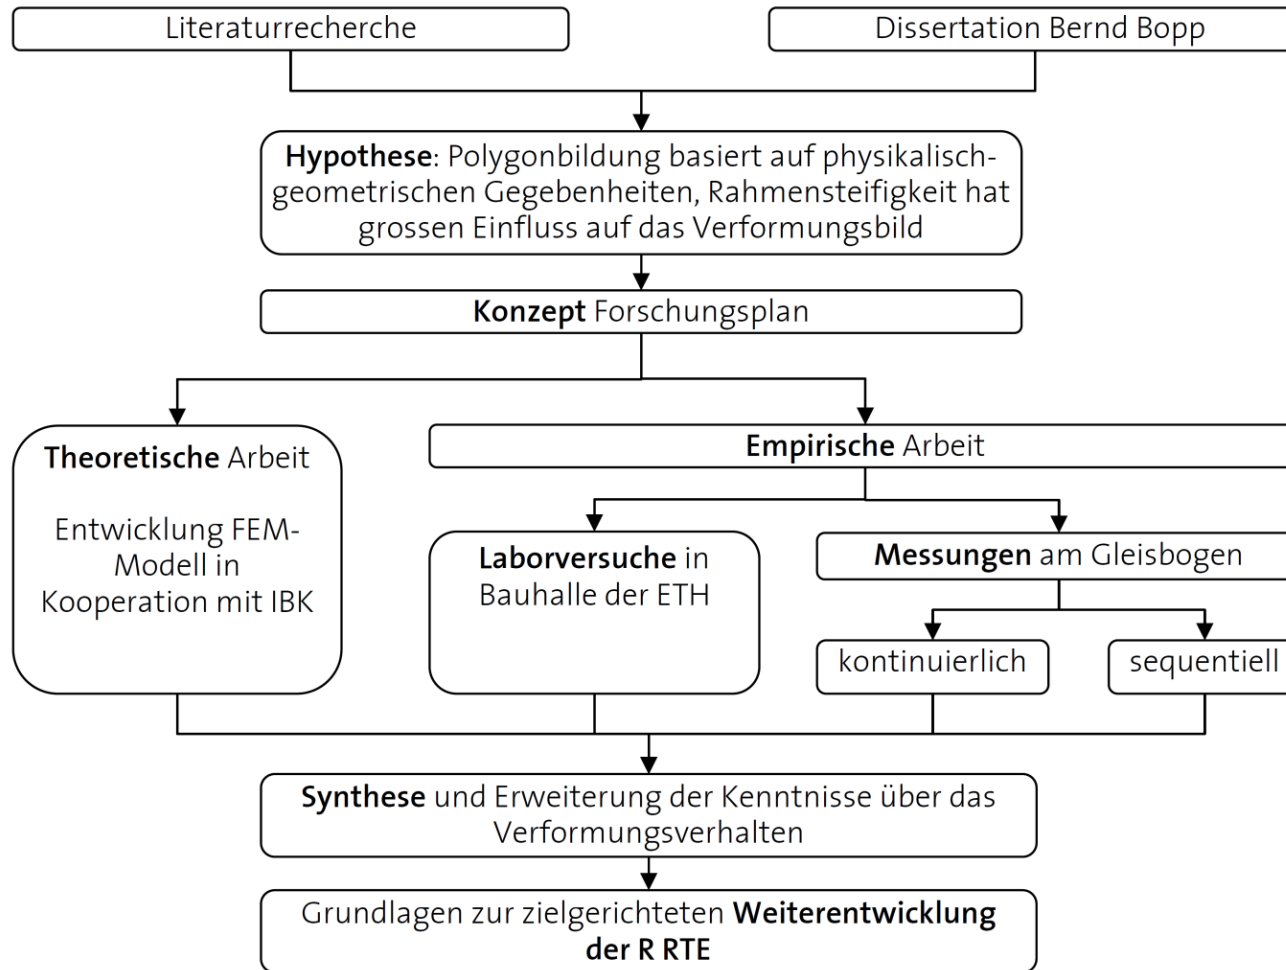 Literaturrecherche
Dissertation Bernd Bopp
Hypothese: Polygonbildung basiert auf physikalisch-
geometrischen Gegebenheiten, Rahmensteifigkeit hat
grossen Einfluss auf das Verformungsbild
Konzept Forschungsplan
Theoretische Arbeit
Entwicklung FEM-
Modell in
Kooperation mit IBK
Empirische Arbeit
Laborversuche in
Bauhalle der ETH
Messungen am Gleisbogen
kontinuierlich
sequentiell
Synthese und Erweiterung der Kenntnisse über das
Verformungsverhalten
Grundlagen zur zielgerichteten Weiterentwicklung
der R RTE